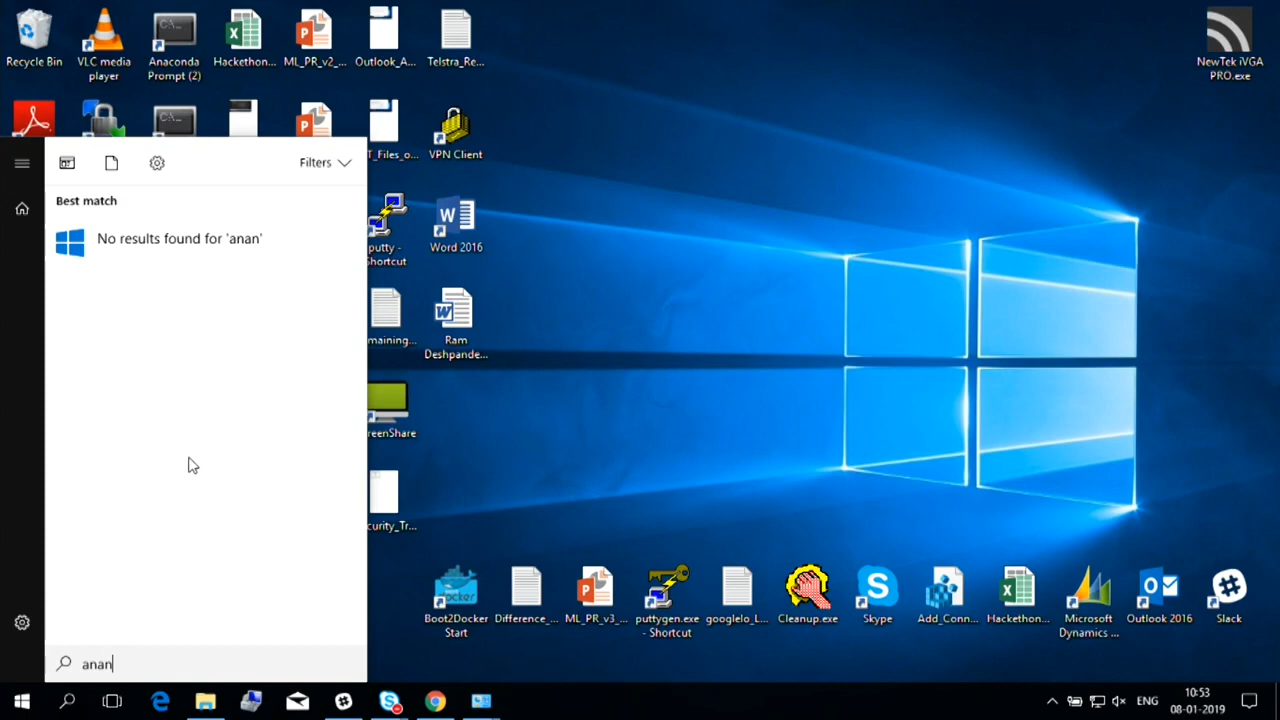 Recycle Bin
VLC media
player
Anaconda
Prompt (2)
Hackethon...
ML_PR_v2_...
Outlook_A...
Telstra_Re...
NewTek iVGA
PRO.exe
Filters
T_Files_o...
VPN Client
Best match
No results found for 'anan'
putty -
Shortcut
Word 2016
maining...
Ram
Deshpande...
reenShare
curity_Tr...
Boot2Docker
Start
Difference_...
ML_PR_v3_...
puttygen.exe
- Shortcut
googlelo_L...
Cleanup.exe
Skype
Add_Conn...
Hackethon...
Microsoft
Dynamics ...
Outlook 2016
Slack
anan
ENG
10:53
08-01-2019